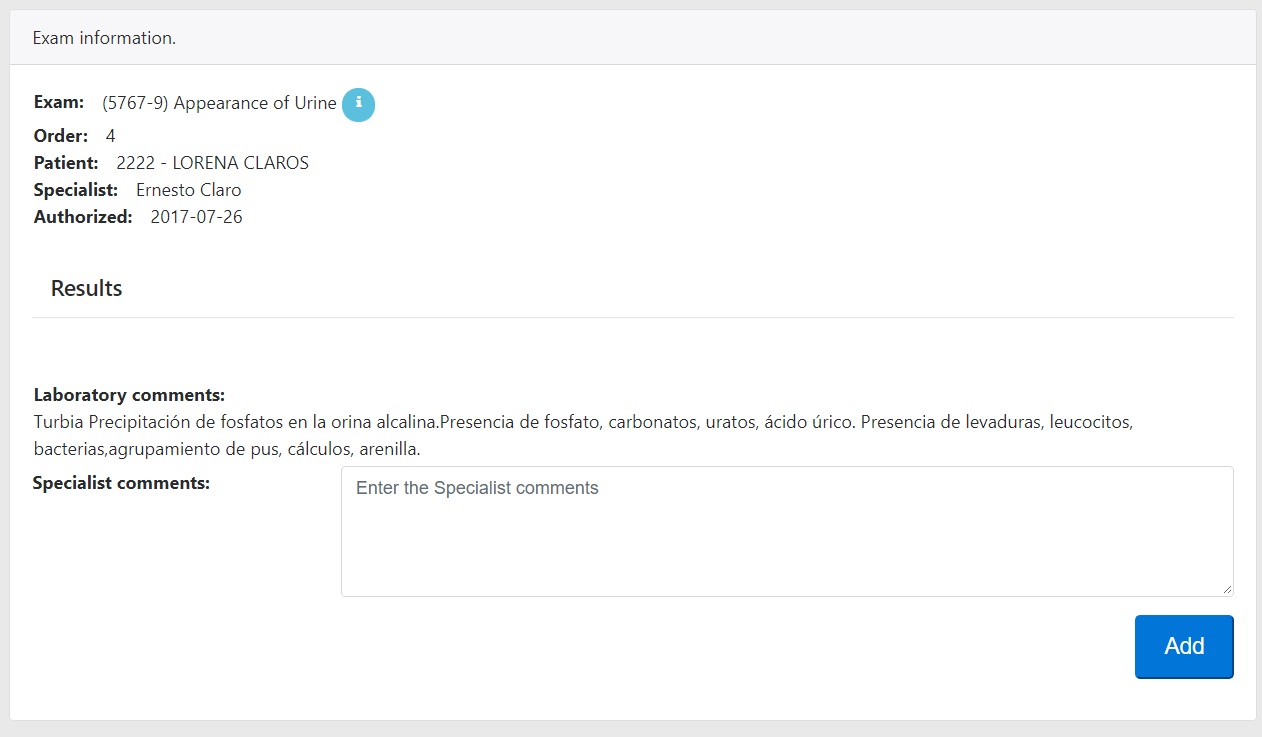 Exam information.
Exam: (5767-9) Appearance of Urine i
Order: 4
Patient: 2222 - LORENA CLAROS
Specialist: Ernesto Claro
Authorized: 2017-07-26
Results
Laboratory comments:
Turbia Precipitación de fosfatos en la orina alcalina.Presencia de fosfato, carbonatos, uratos, ácido úrico. Presencia de levaduras, leucocitos,
bacterias,agrupamiento de pus, cálculos, arenilla.
Specialist comments:
Enter the Specialist comments
Add